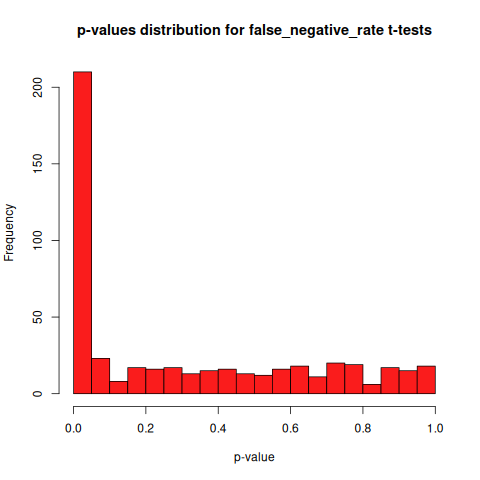 p-values distribution for false_negative_rate t-tests
Frequency
200
150
100
50
0
0.0 0.2 0.4 0.6 0.8 1.0
p-value